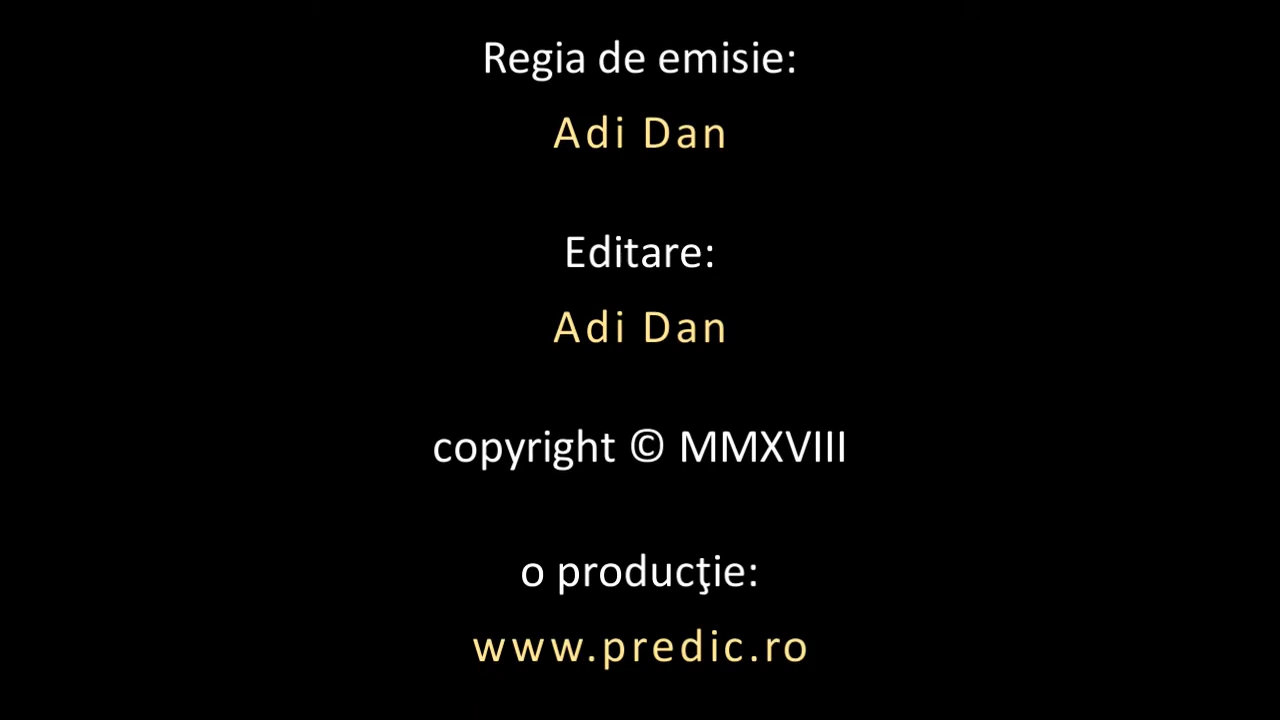 Regia de emisie:
Adi Dan
Editare:
Adi Dan
copyright © MMXVIII
o producţie:
www.predic.ro